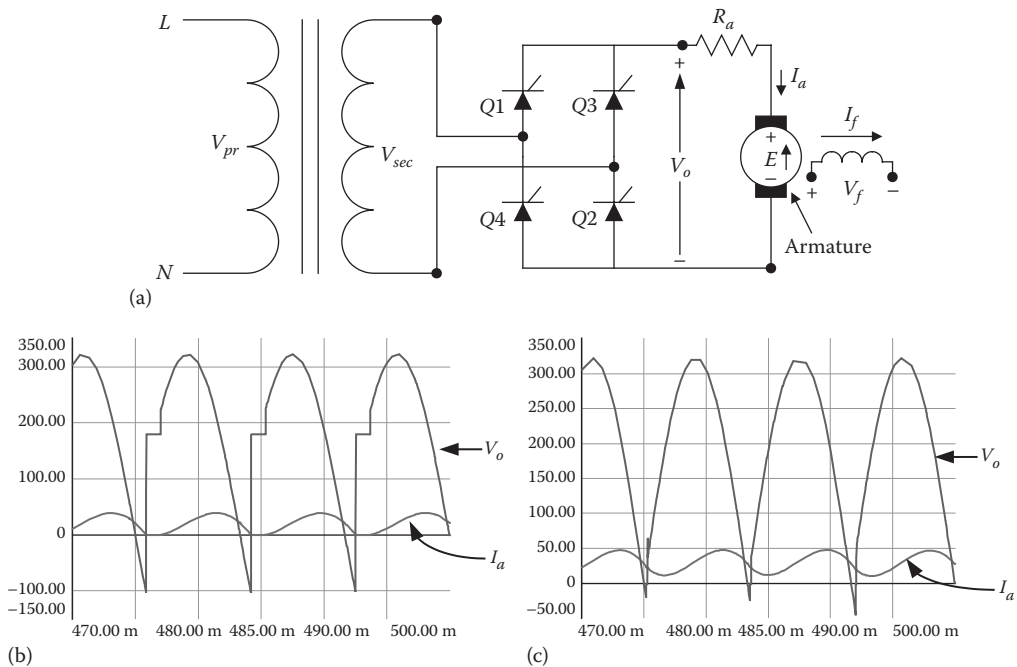 L
N
V_pr
V_sec
Q1
Q3
Q4
Q2
R_a
+
V_o
−
I_a
+
E
−
I_f
+ V_f −
Armature
(a)
350.00
300.00
200.00
100.00
0
−100.00
−150.00
V_o
I_a
470.00 m 480.00 m 485.00 m 490.00 m 500.00 m
(b)
350.00
300.00
250.00
200.00
150.00
100.00
50.00
0
−50.00
V_o
I_a
470.00 m 480.00 m 485.00 m 490.00 m 500.00 m
(c)